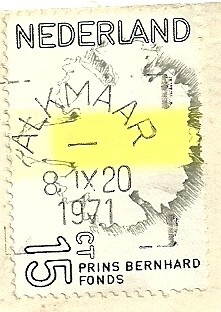 NEDERLAND
ALKMAAR
8 IX 20
1971
15 CT
PRINS BERNHARD
FONDS